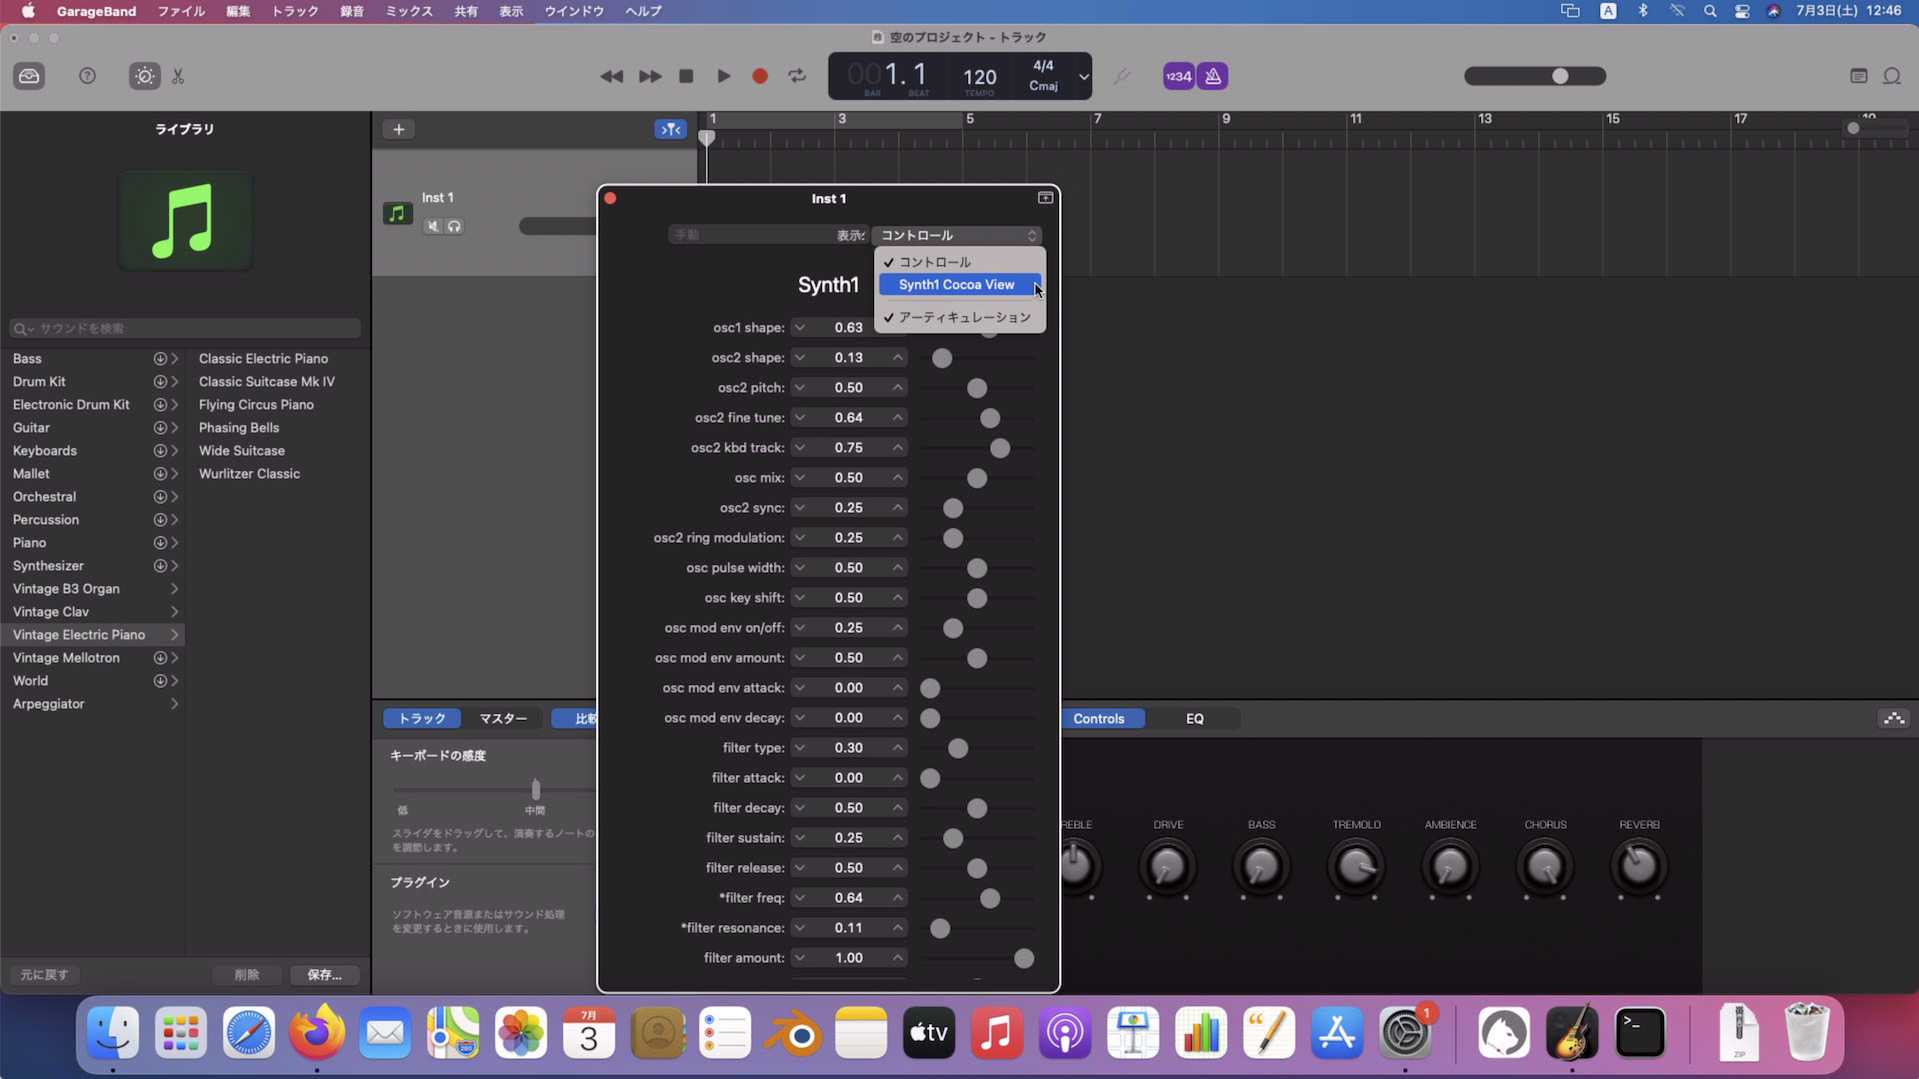 GarageBand ファイル 編集 トラック 録音 ミックス 共有 表示 ウインドウ ヘルプ
A 7月3日(土) 12:46
空のプロジェクト - トラック
001.1 120 4/4
Cmaj
BAR BEAT TEMPO
1234
ライブラリ
1 3 5 7 9 11 13 15 17
Inst 1
サウンドを検索
Bass
Drum Kit
Electronic Drum Kit
Guitar
Keyboards
Mallet
Orchestral
Percussion
Piano
Synthesizer
Vintage B3 Organ
Vintage Clav
Vintage Electric Piano
Vintage Mellotron
World
Arpeggiator
Classic Electric Piano
Classic Suitcase Mk IV
Flying Circus Piano
Phasing Bells
Wide Suitcase
Wurlitzer Classic
元に戻す 削除 保存...
Inst 1
手動 表示: コントロール
✓ コントロール
Synth1 Cocoa View
✓ アーティキュレーション
Synth1
osc1 shape: 0.63
osc2 shape: 0.13
osc2 pitch: 0.50
osc2 fine tune: 0.64
osc2 kbd track: 0.75
osc mix: 0.50
osc2 sync: 0.25
osc2 ring modulation: 0.25
osc pulse width: 0.50
osc key shift: 0.50
osc mod env on/off: 0.25
osc mod env amount: 0.50
osc mod env attack: 0.00
osc mod env decay: 0.00
filter type: 0.30
filter attack: 0.00
filter decay: 0.50
filter sustain: 0.25
filter release: 0.50
*filter freq: 0.64
*filter resonance: 0.11
filter amount: 1.00
トラック マスター 比較
Controls EQ
キーボードの感度
低 中間
スライダをドラッグして、演奏するノートの
を調節します。
プラグイン
ソフトウェア音源またはサウンド処理
を変更するときに使用します。
REBLE DRIVE BASS TREMOLO AMBIENCE CHORUS REVERB
280
7月
3
tv
1
>_
ZIP